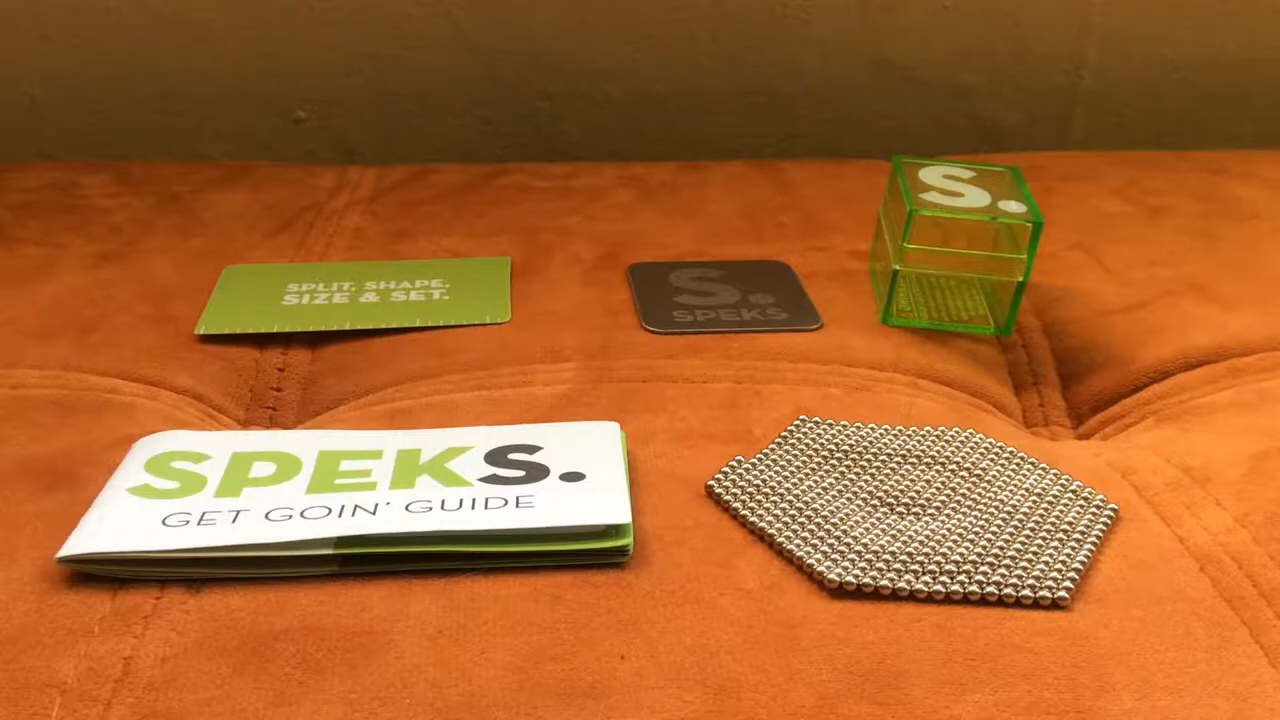 S.
SPLIT, SHAPE,
SIZE & SET.
S.
SPEKS
SPEKS.
GET GOIN' GUIDE